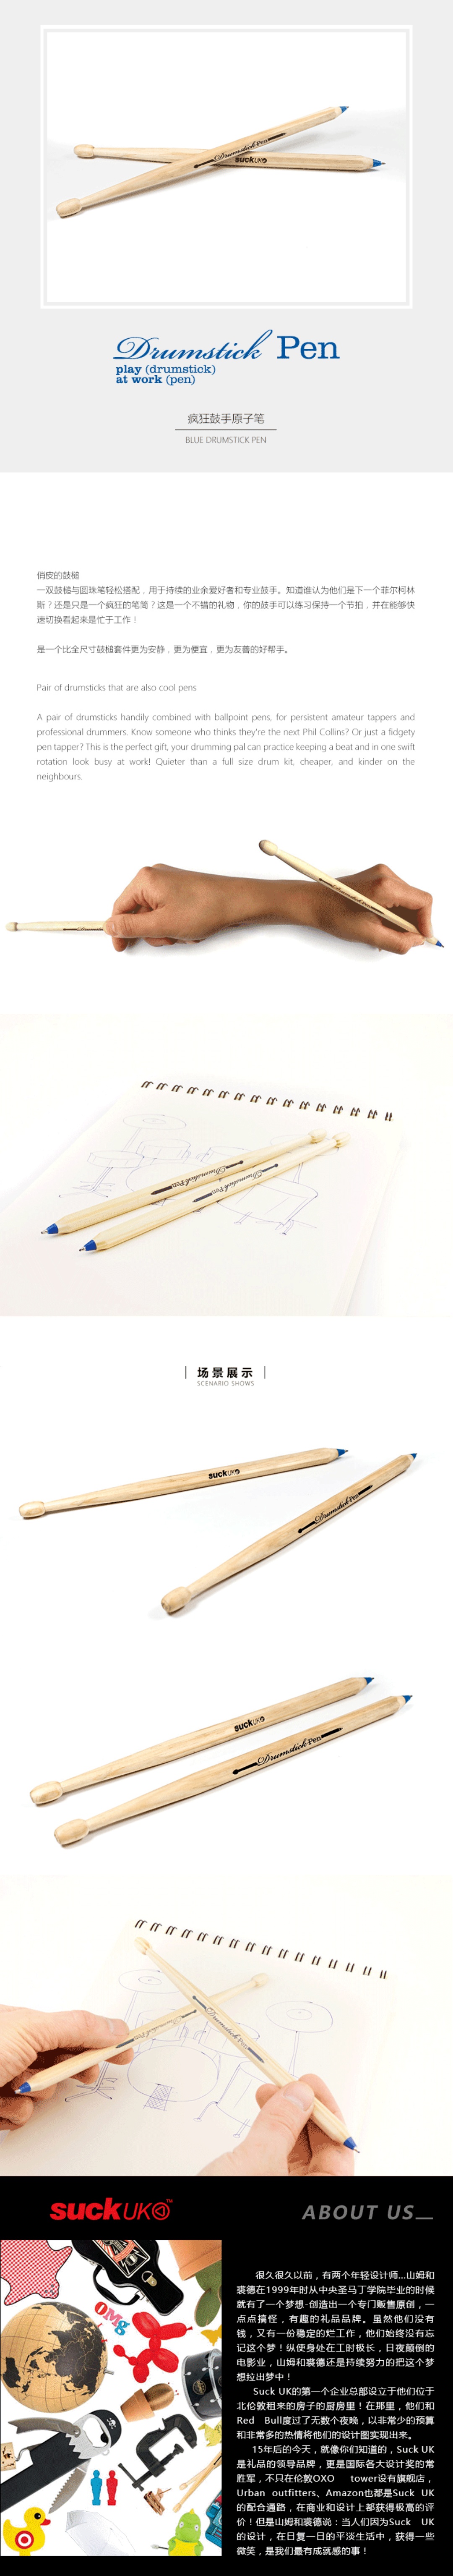 Drumstick Pen
suck UK
Drumstick Pen
play (drumstick)
at work (pen)
疯狂鼓手原子笔
BLUE DRUMSTICK PEN
俏皮的鼓槌
一双鼓槌与圆珠笔轻松搭配，用于持续的业余爱好者和专业鼓手。知道谁认为他们是下一个菲尔柯林
斯？还是只是一个疯狂的笔筒？这是一个不错的礼物，你的鼓手可以练习保持一个节拍，并在能够快
速切换看起来是忙于工作！
是一个比全尺寸鼓槌套件更为安静，更为便宜，更为友善的好帮手。
Pair of drumsticks that are also cool pens
A pair of drumsticks handily combined with ballpoint pens, for persistent amateur tappers and
professional drummers. Know someone who thinks they're the next Phil Collins? Or just a fidgety
pen tapper? This is the perfect gift, your drumming pal can practice keeping a beat and in one swift
rotation look busy at work! Quieter than a full size drum kit, cheaper, and kinder on the
neighbours.
Drumstick Pen
Drumstick Pen
场景展示
SCENARIO SHOWS
suck UK
Drumstick Pen
suck UK
Drumstick Pen
Drumstick Pen
Drumstick Pen
suck UK™
ABOUT US
OMG
很久很久以前，有两个年轻设计师...山姆和
裘德在1999年时从中央圣马丁学院毕业的时候
就有了一个梦想-创造出一个专门贩售原创，一
点点搞怪，有趣的礼品品牌。虽然他们没有
钱，又有一份稳定的烂工作，他们始终没有忘
记这个梦！纵使身处在工时极长，日夜颠倒的
电影业，山姆和裘德还是持续努力的把这个梦
想拉出梦中！
Suck UK的第一个企业总部设立于他们位于
北伦敦租来的房子的厨房里！在那里，他们和
Red Bull度过了无数个夜晚，以非常少的预算
和非常多的热情将他们的设计图实现出来。
15年后的今天，就像你们知道的，Suck UK
是礼品的领导品牌，更是国际各大设计奖的常
胜军，不只在伦敦OXO tower设有旗舰店，
Urban outfitters、Amazon也都是Suck UK
的配合通路，在商业和设计上都获得极高的评
价！但是山姆和裘德说：当人们因为Suck UK
的设计，在日复一日的平淡生活中，获得一些
微笑，是我们最有成就感的事！